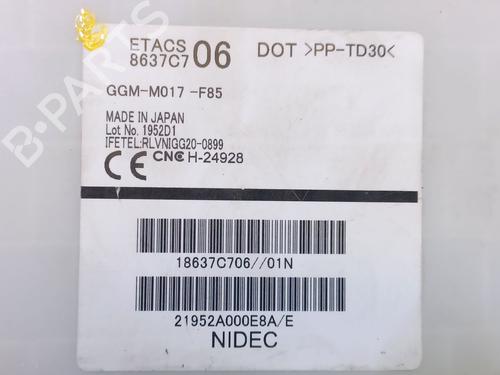 ETACS
8637C7 06
DOT >PP-TD30<
GGM-M017 -F85
MADE IN JAPAN
Lot No. 1952D1
IFETEL:RLVNIGG20-0899
CE CNC H-24928
18637C706//01N
21952A000E8A/E
NIDEC
B-PARTS